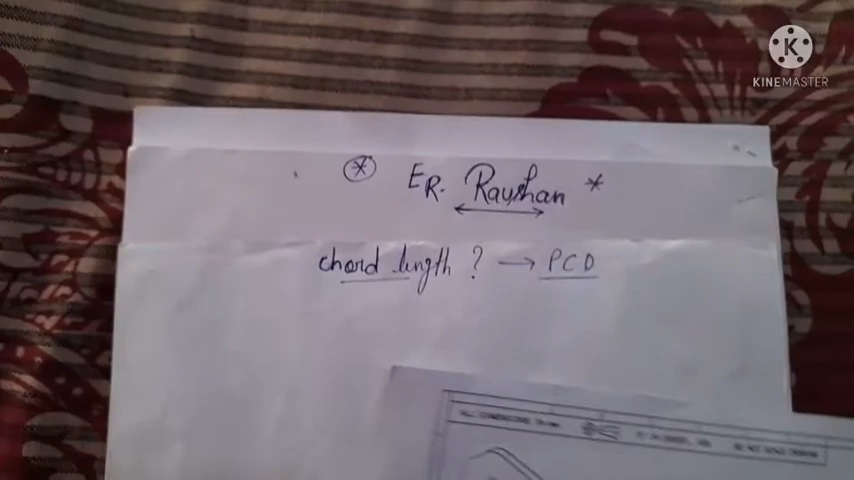 KINEMASTER
* ER. Raushan *
chord length ? → PCD